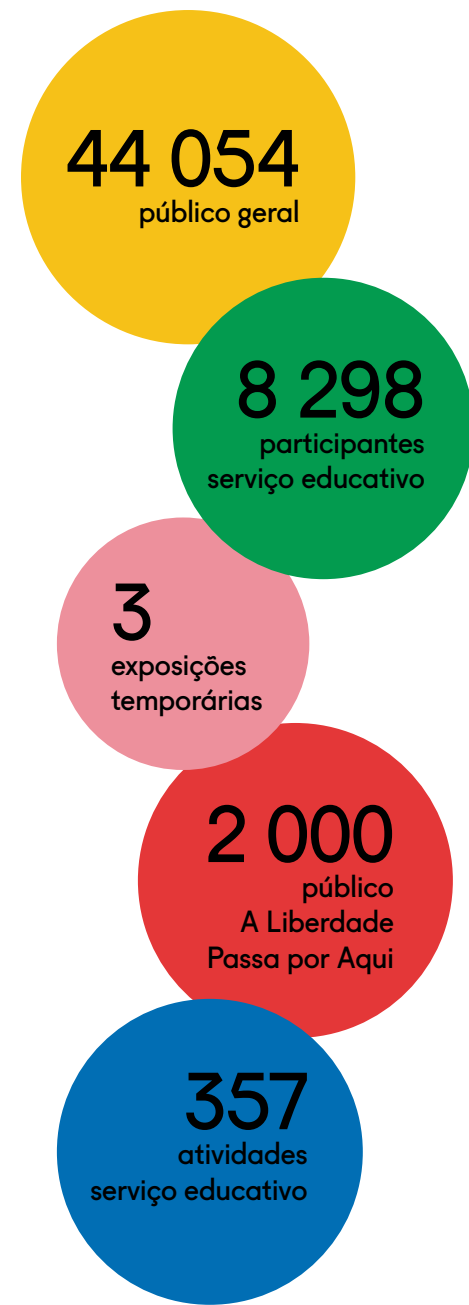 44 054
público geral
8 298
participantes
serviço educativo
3
exposições
temporárias
2 000
público
A Liberdade
Passa por Aqui
357
atividades
serviço educativo